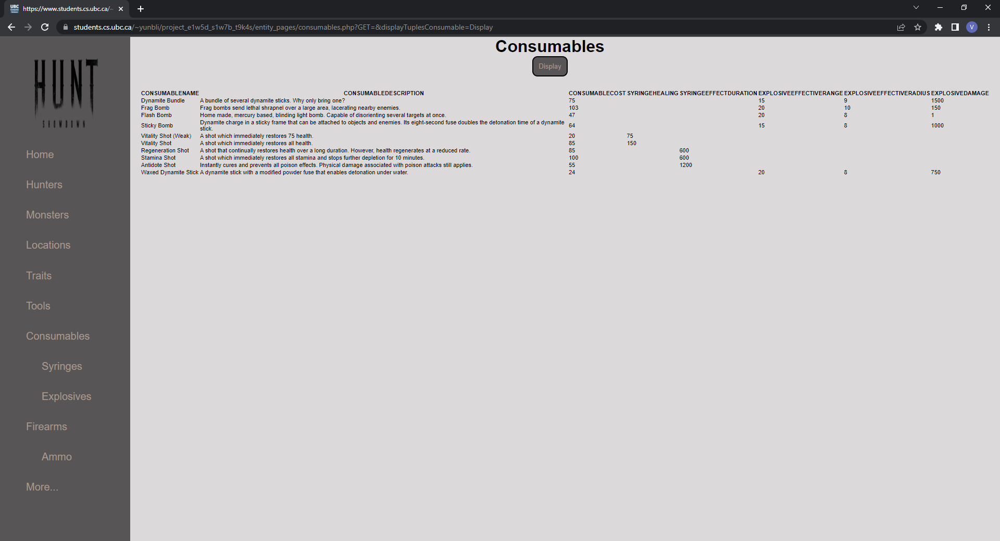 https://www.students.cs.ubc.ca/~
students.cs.ubc.ca/~yunbli/project_e1w5d_s1w7b_t9k4s/entity_pages/consumables.php?GET=&displayTuplesConsumable=Display
V
HUNT
SHOWDOWN
Home
Hunters
Monsters
Locations
Traits
Tools
Consumables
Syringes
Explosives
Firearms
Ammo
More...
Consumables
Display
CONSUMABLENAME CONSUMABLEDESCRIPTION CONSUMABLECOST SYRINGEHEALING SYRINGEEFFECTDURATION EXPLOSIVEEFFECTIVERANGE EXPLOSIVEEFFECTIVERADIUS EXPLOSIVEDAMAGE
Dynamite Bundle A bundle of several dynamite sticks. Why only bring one? 75 15 9 1500
Frag Bomb Frag bombs send lethal shrapnel over a large area, lacerating nearby enemies. 103 20 10 150
Flash Bomb Home made, mercury based, blinding light bomb. Capable of disorienting several targets at once. 47 20 8 1
Sticky Bomb Dynamite charge in a sticky frame that can be attached to objects and enemies. Its eight-second fuse doubles the detonation time of a dynamite
stick. 64 15 8 1000
Vitality Shot (Weak) A shot which immediately restores 75 health. 20 75
Vitality Shot A shot which immediately restores all health. 85 150
Regeneration Shot A shot that continually restores health over a long duration. However, health regenerates at a reduced rate. 85 600
Stamina Shot A shot which immediately restores all stamina and stops further depletion for 10 minutes. 100 600
Antidote Shot Instantly cures and prevents all poison effects. Physical damage associated with poison attacks still applies. 55 1200
Waxed Dynamite Stick A dynamite stick with a modified powder fuse that enables detonation under water. 24 20 8 750